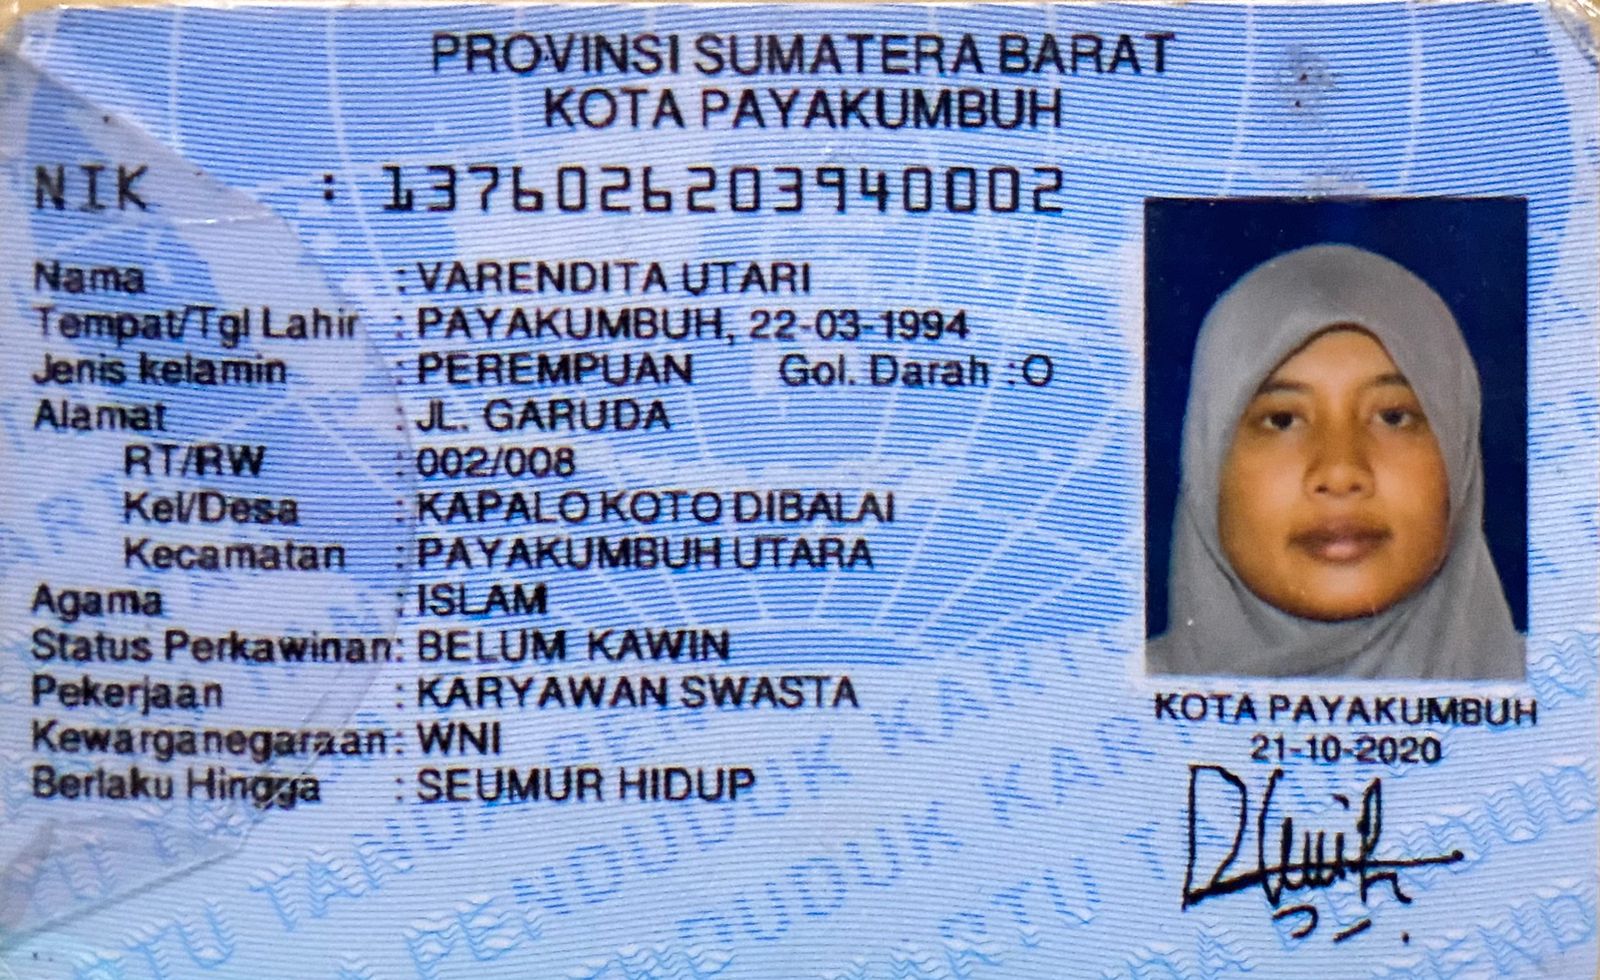 PROVINSI SUMATERA BARAT
KOTA PAYAKUMBUH
NIK : 1376026203940002
Nama : VARENDITA UTARI
Tempat/Tgl Lahir : PAYAKUMBUH, 22-03-1994
Jenis kelamin : PEREMPUAN Gol. Darah : O
Alamat : JL. GARUDA
RT/RW : 002/008
Kel/Desa : KAPALO KOTO DIBALAI
Kecamatan : PAYAKUMBUH UTARA
Agama : ISLAM
Status Perkawinan : BELUM KAWIN
Pekerjaan : KARYAWAN SWASTA
Kewarganegaraan : WNI
Berlaku Hingga : SEUMUR HIDUP
KOTA PAYAKUMBUH
21-10-2020